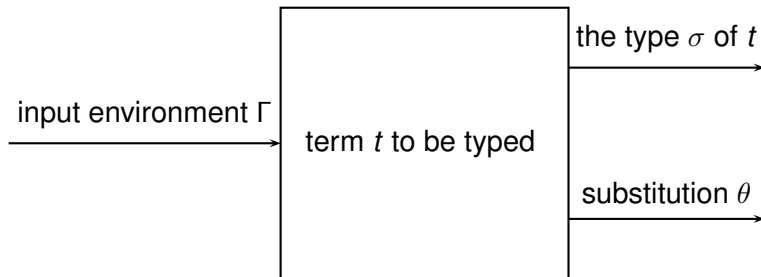 the type σ of t
input environment Γ
term t to be typed
substitution θ